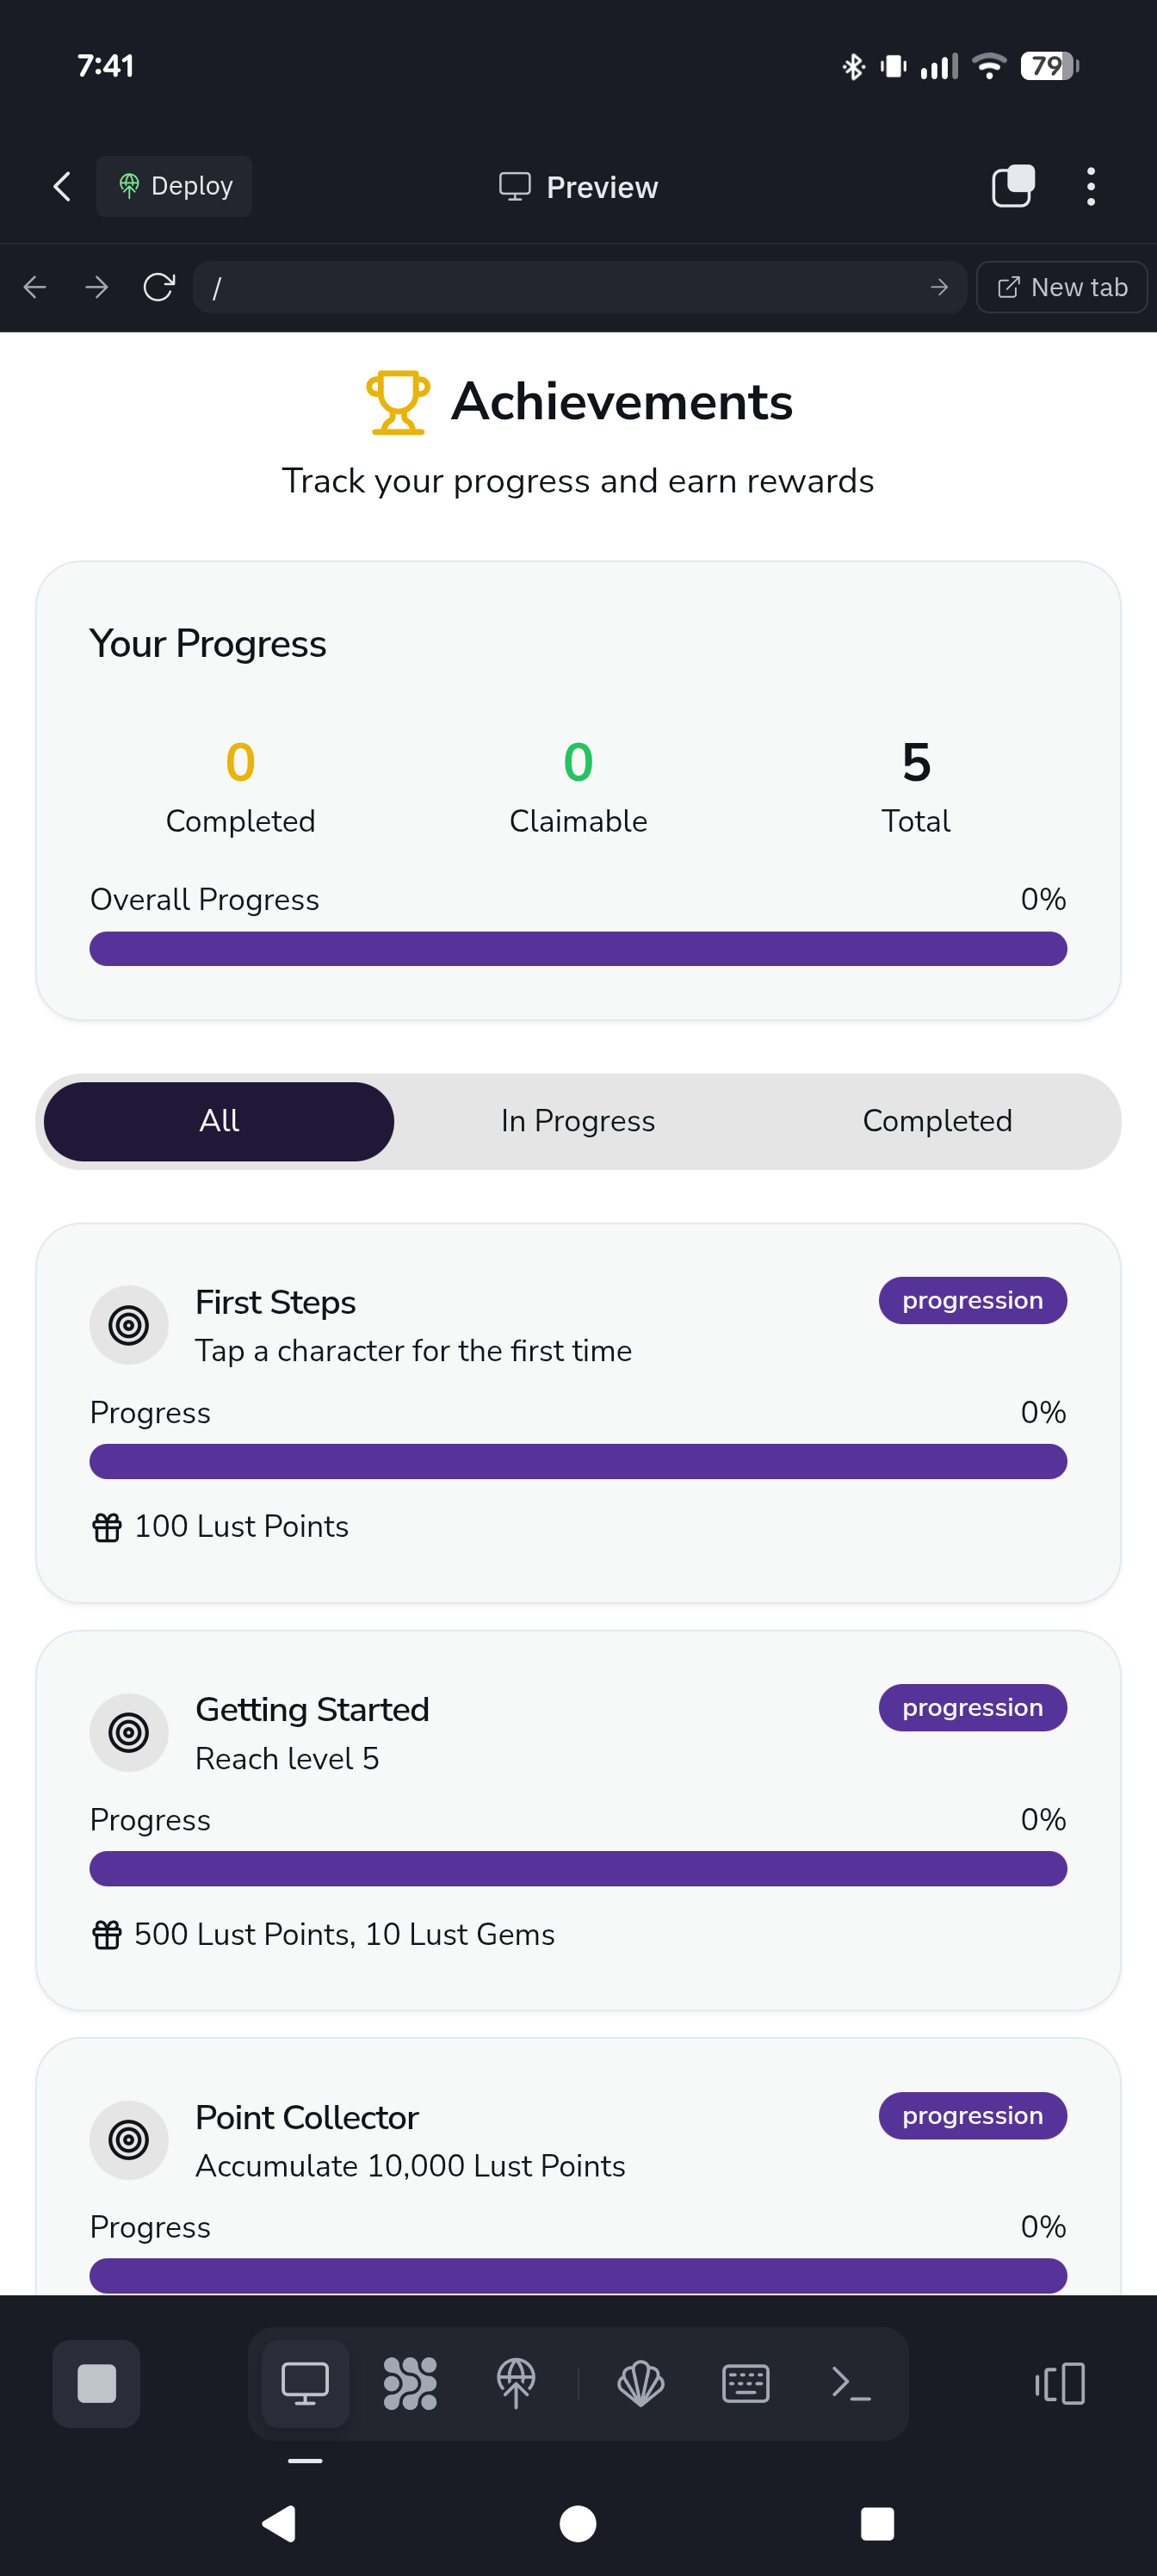 7:41
79
Deploy
Preview
/
New tab
Achievements
Track your progress and earn rewards
Your Progress
0
0
5
Completed
Claimable
Total
Overall Progress
0%
All
In Progress
Completed
First Steps
progression
Tap a character for the first time
Progress
0%
100 Lust Points
Getting Started
progression
Reach level 5
Progress
0%
500 Lust Points, 10 Lust Gems
Point Collector
progression
Accumulate 10,000 Lust Points
Progress
0%